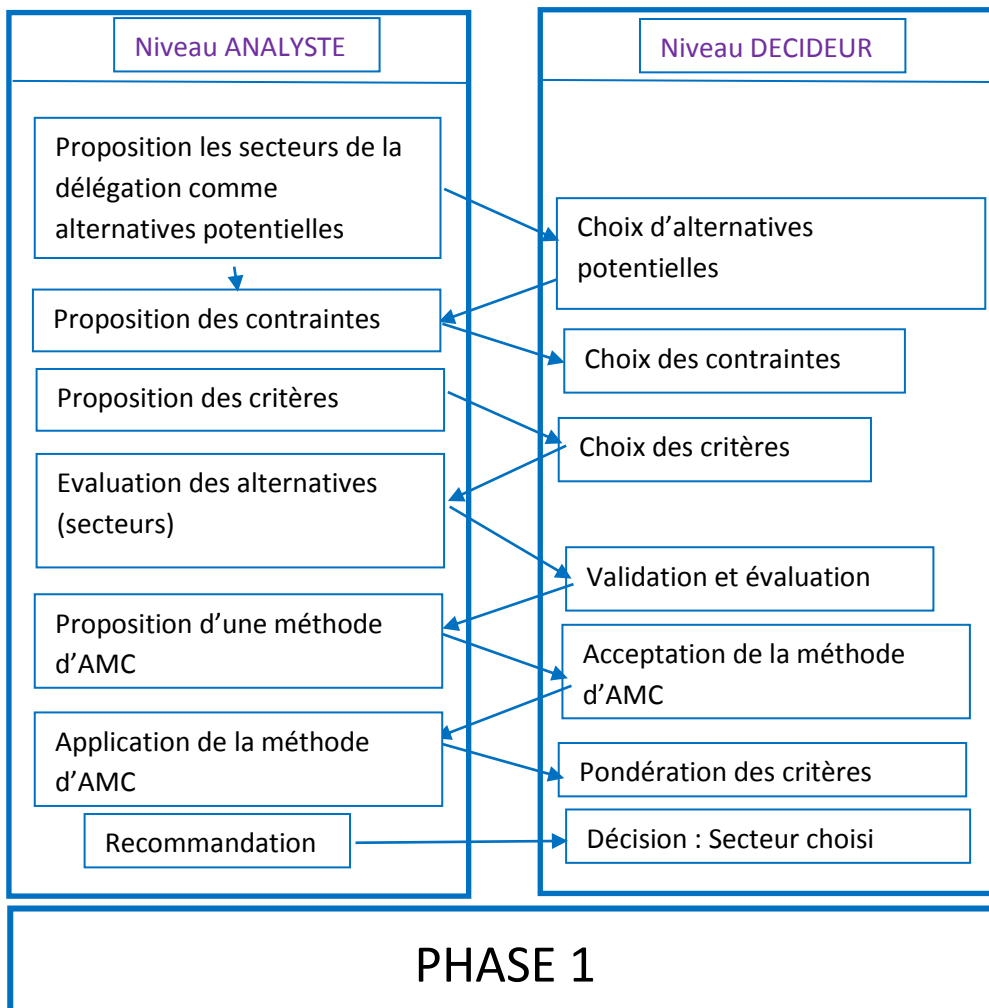 Niveau ANALYSTE
Proposition les secteurs de la
délégation comme
alternatives potentielles
Proposition des contraintes
Proposition des critères
Evaluation des alternatives
(secteurs)
Proposition d’une méthode
d’AMC
Application de la méthode
d’AMC
Recommandation
Niveau DECIDEUR
Choix d’alternatives
potentielles
Choix des contraintes
Choix des critères
Validation et évaluation
Acceptation de la méthode
d’AMC
Pondération des critères
Décision : Secteur choisi
PHASE 1